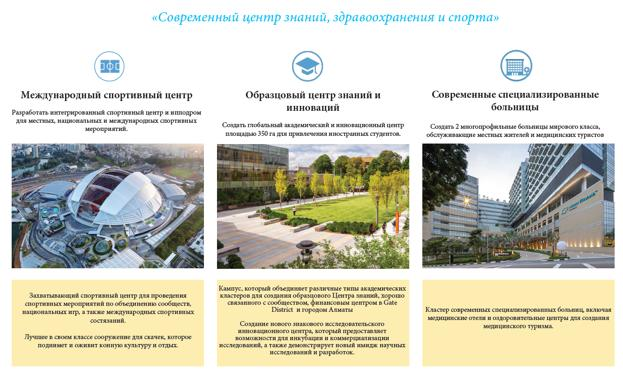 «Современный центр знаний, здравоохранения и спорта»
Международный спортивный центр
Разработать интегрированный спортивный центр и ипподром
для местных, национальных и международных спортивных
мероприятий.
Захватывающий спортивный центр для проведения
спортивных мероприятий по объединению сообществ,
национальных игр, а также международных спортивных
состязаний.
Лучшее в своем классе сооружение для скачек, которое
поднимет и оживит конную культуру и отдых.
Образцовый центр знаний и
инноваций
Создать глобальный академический и инновационный центр
площадью 350 га для привлечения иностранных студентов.
Кампус, который объединяет различные типы академических
кластеров для создания образцового Центра знаний, хорошо
связанного с сообществом, финансовым центром в Gate
District и городом Алматы
Создание нового знакового исследовательского
инновационного центра, который предоставляет
возможности для инкубации и коммерциализации
исследований, а также демонстрирует новый имидж научных
исследований и разработок.
Современные специализированные
больницы
Создать 2 многопрофильные больницы мирового класса,
обслуживающие местных жителей и медицинских туристов
Кластер современных специализированных больниц, включая
медицинские отели и оздоровительные центры для создания
медицинского туризма.